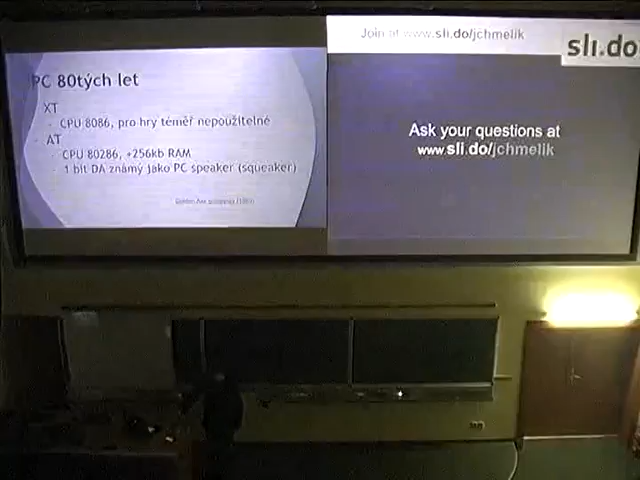 PC 80tých let
XT
- CPU 8086, pro hry téměř nepoužitelné
- AT
- CPU 80286, +256kb RAM
- 1 bit DA známý jako PC speaker (squeaker)
Join at www.sli.do/jchmelik
sli.do
Ask your questions at
www.sli.do/jchmelik